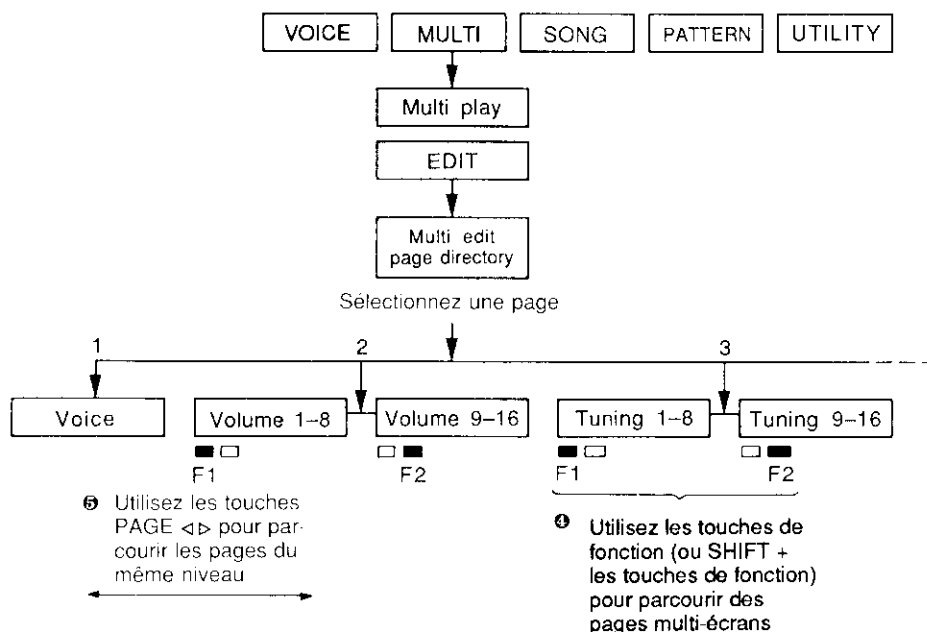 VOICE MULTI SONG PATTERN UTILITY
Multi play
EDIT
Multi edit
page directory
Sélectionnez une page
1 2 3
Voice Volume 1–8 Volume 9–16 Tuning 1–8 Tuning 9–16
F1 F2 F1 F2
❺ Utilisez les touches
PAGE ◁ ▷ pour par-
courir les pages du
même niveau
❹ Utilisez les touches de
fonction (ou SHIFT +
les touches de fonction)
pour parcourir des
pages multi-écrans